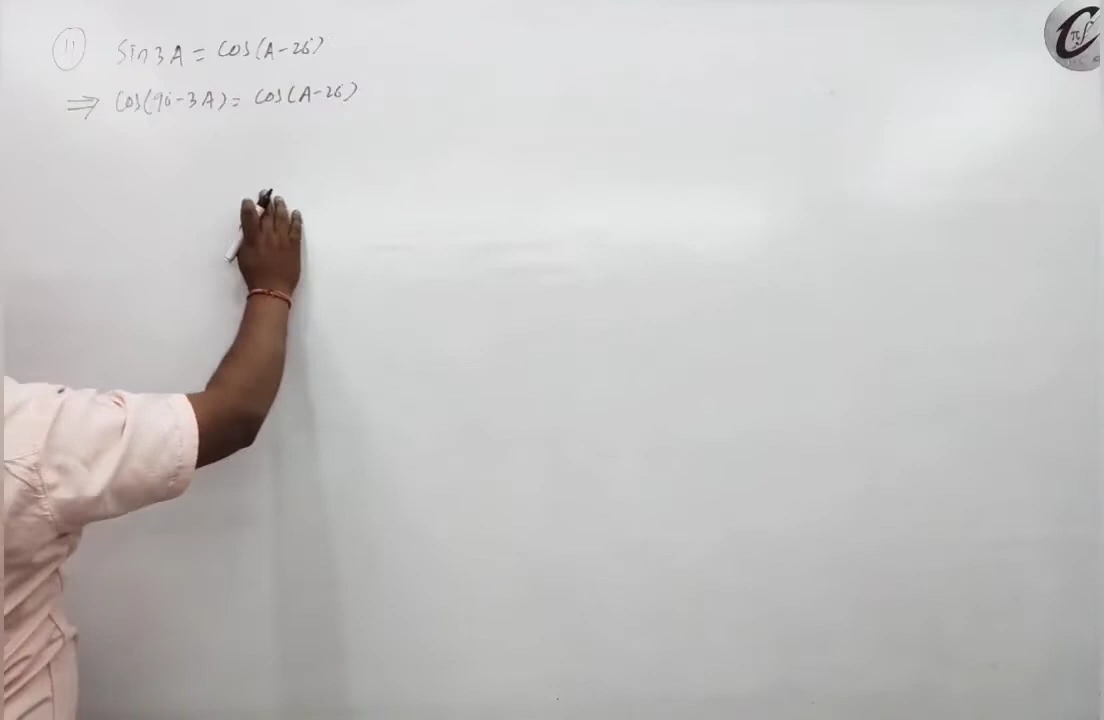 11 sin 3A = cos(A-26°)
⇒ cos(90°-3A) = cos(A-26°)